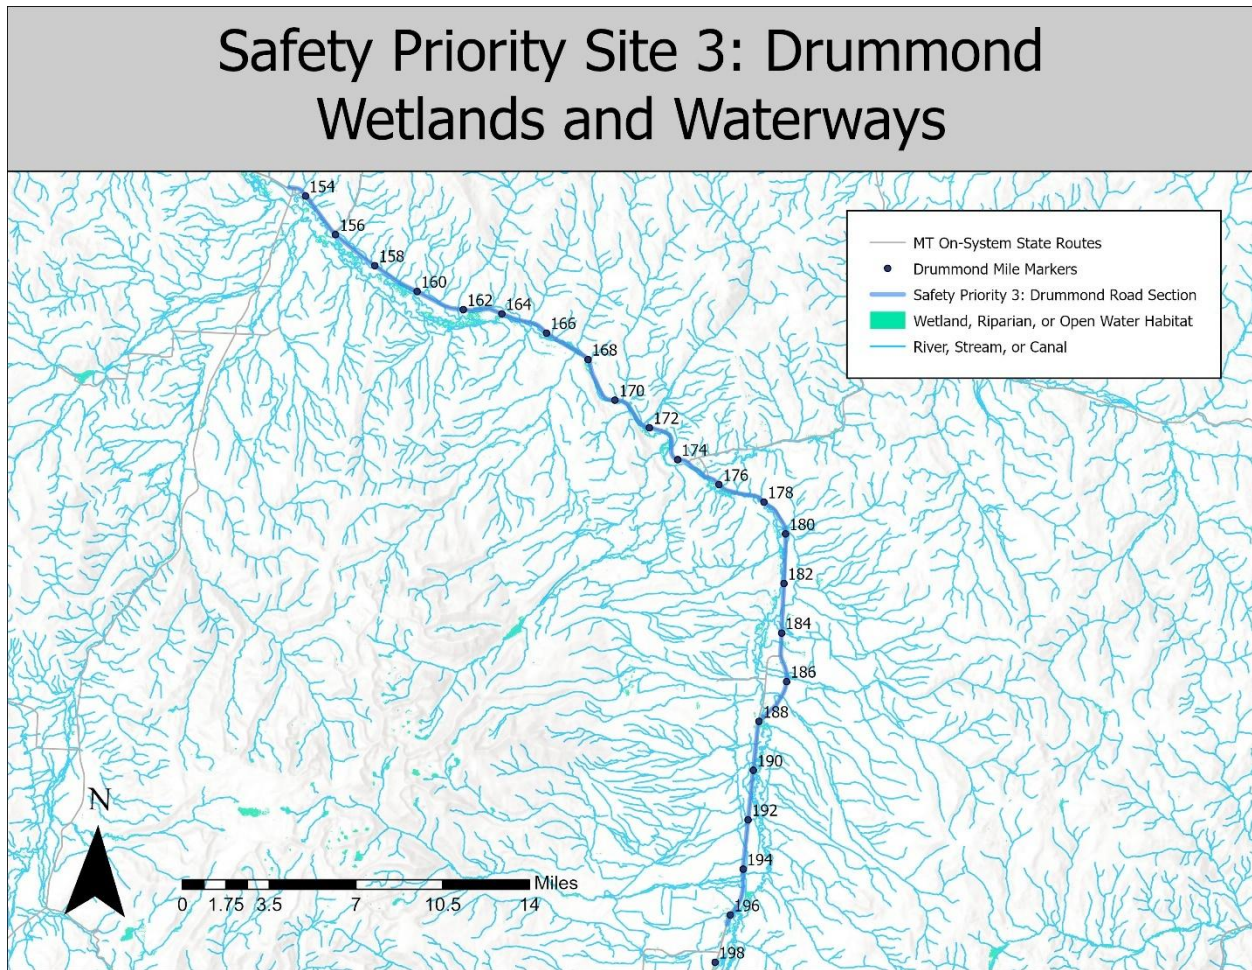 Safety Priority Site 3: Drummond
Wetlands and Waterways
154
156
158
160
162
164
166
168
170
172
174
176
178
180
182
184
186
188
190
192
194
196
198
MT On-System State Routes
Drummond Mile Markers
Safety Priority 3: Drummond Road Section
Wetland, Riparian, or Open Water Habitat
River, Stream, or Canal
N
Miles
0 1.75 3.5 7 10.5 14